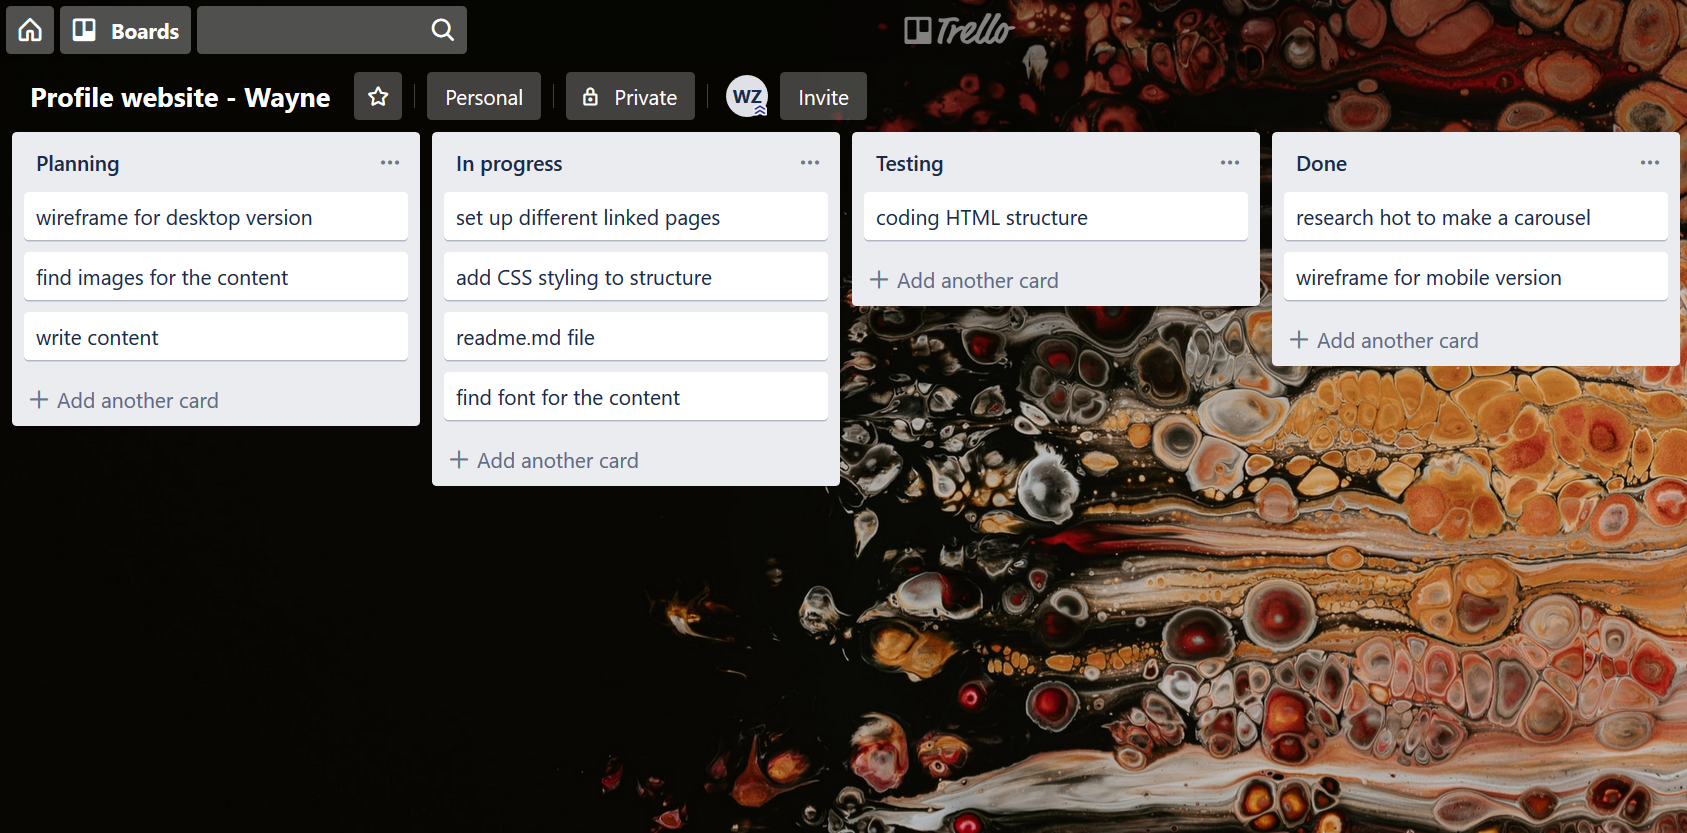 Boards
Trello
Profile website - Wayne
Personal
Private
WZ
Invite
Planning
wireframe for desktop version
find images for the content
write content
+ Add another card
In progress
set up different linked pages
add CSS styling to structure
readme.md file
find font for the content
+ Add another card
Testing
coding HTML structure
+ Add another card
Done
research hot to make a carousel
wireframe for mobile version
+ Add another card